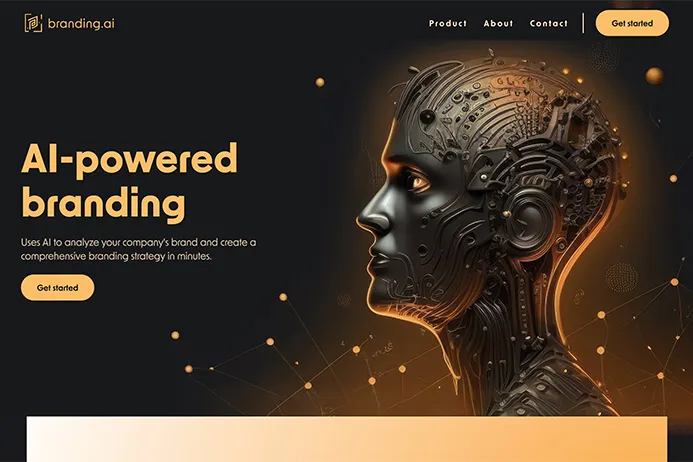 branding.ai
Product About Contact Get started
AI-powered
branding
Uses AI to analyze your company's brand and create a
comprehensive branding strategy in minutes.
Get started